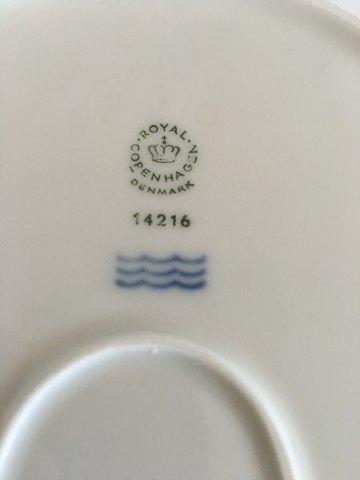 ROYAL
COPENHAGEN
DENMARK
14216